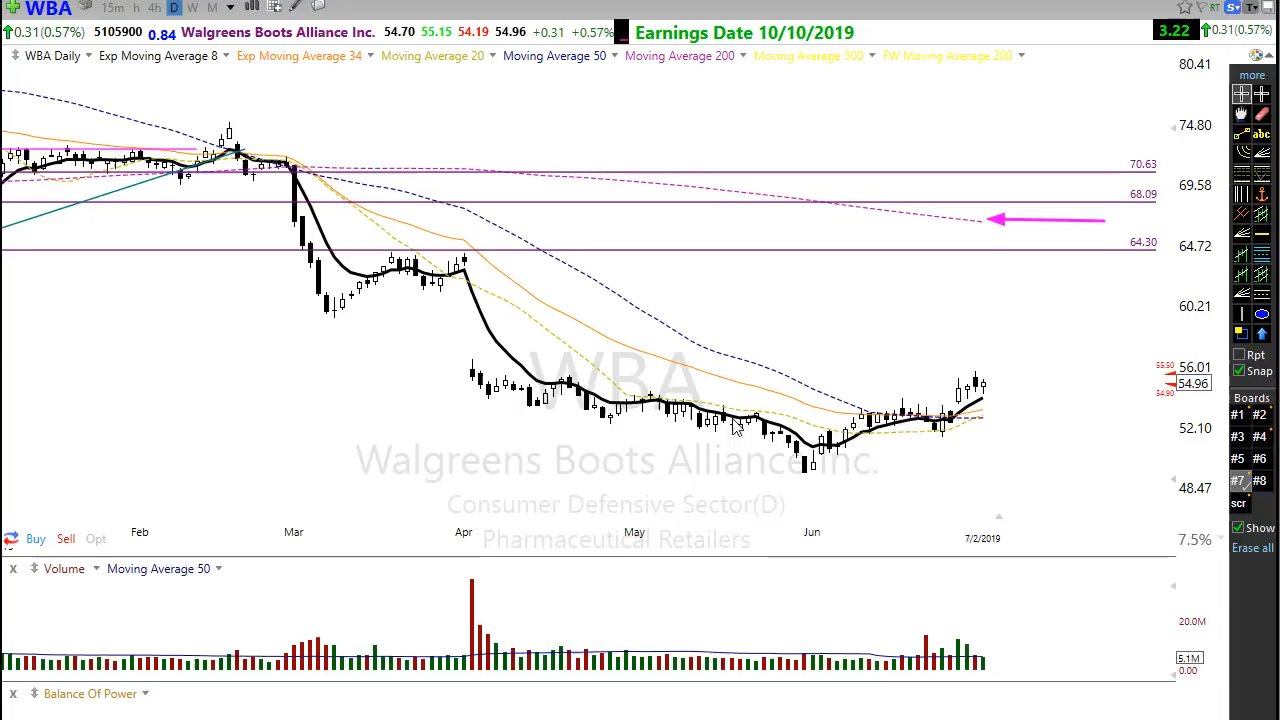 WBA 15m h 4h D W M RT S T
0.31(0.57%) 5105900 0.84 Walgreens Boots Alliance Inc. 54.70 55.15 54.19 54.96 +0.31 +0.57% ... Earnings Date 10/10/2019 3.22 0.31(0.57%)
WBA Daily Exp Moving Average 8 Exp Moving Average 34 Moving Average 20 Moving Average 50 Moving Average 200 Moving Average 500 FW Moving Average 200
80.41
more
74.80
abc
70.63
69.58
68.09
64.30
64.72
60.21
55.50
56.01
54.96
54.90
52.10
48.47
Rpt
Snap
Boards
#1 #2
#3 #4
#5 #6
#7 #8
scr
Show
Erase all
WBA
Walgreens Boots Alliance Inc.
Consumer Defensive Sector(D)
Pharmaceutical Retailers
Feb Mar Apr May Jun 7/2/2019
Buy Sell Opt
7.5%
x Volume Moving Average 50
20.0M
5.1M
0.00
x Balance Of Power